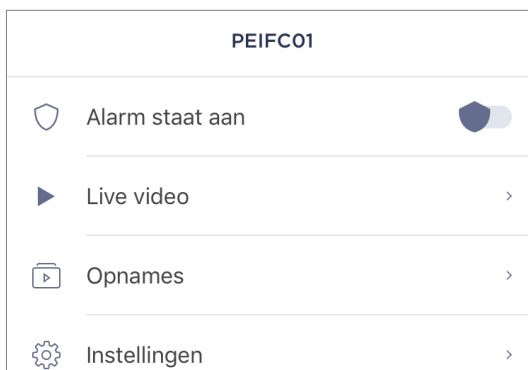 PEIFC01
Alarm staat aan
Live video
Opnames
Instellingen